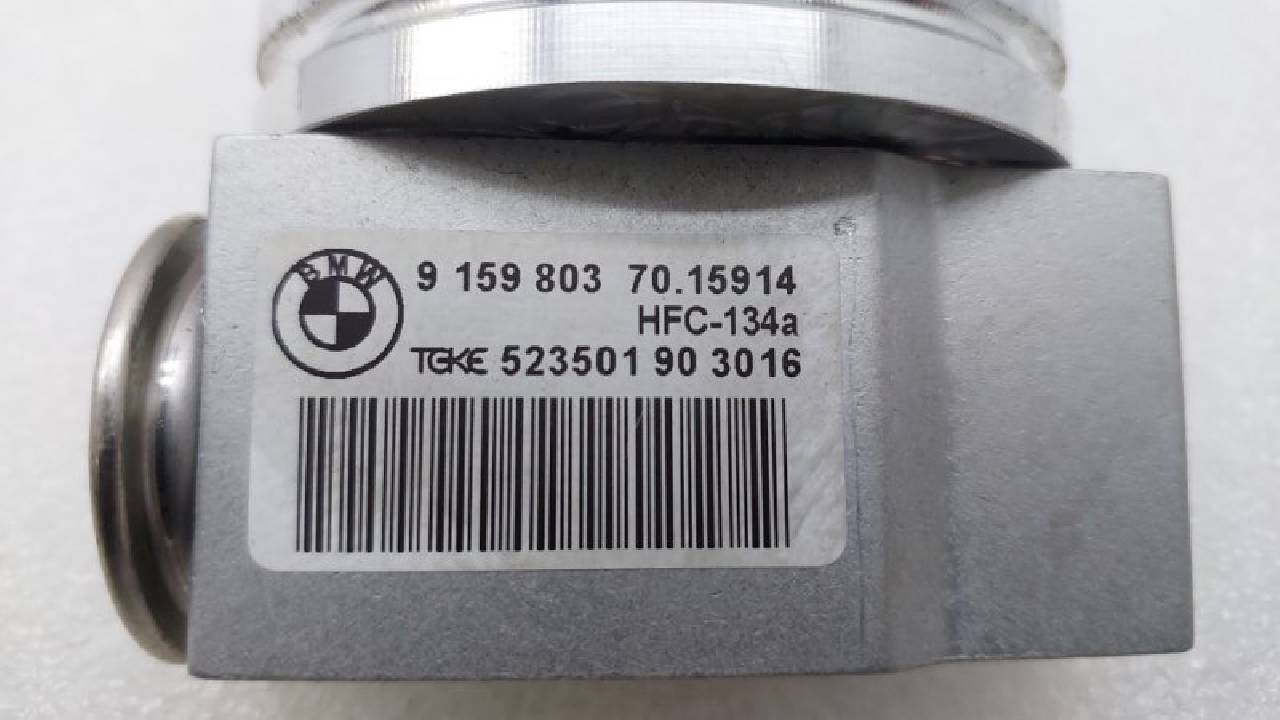 BMW
9 159 803 70.15914
HFC-134a
TGKE 523501 90 3016